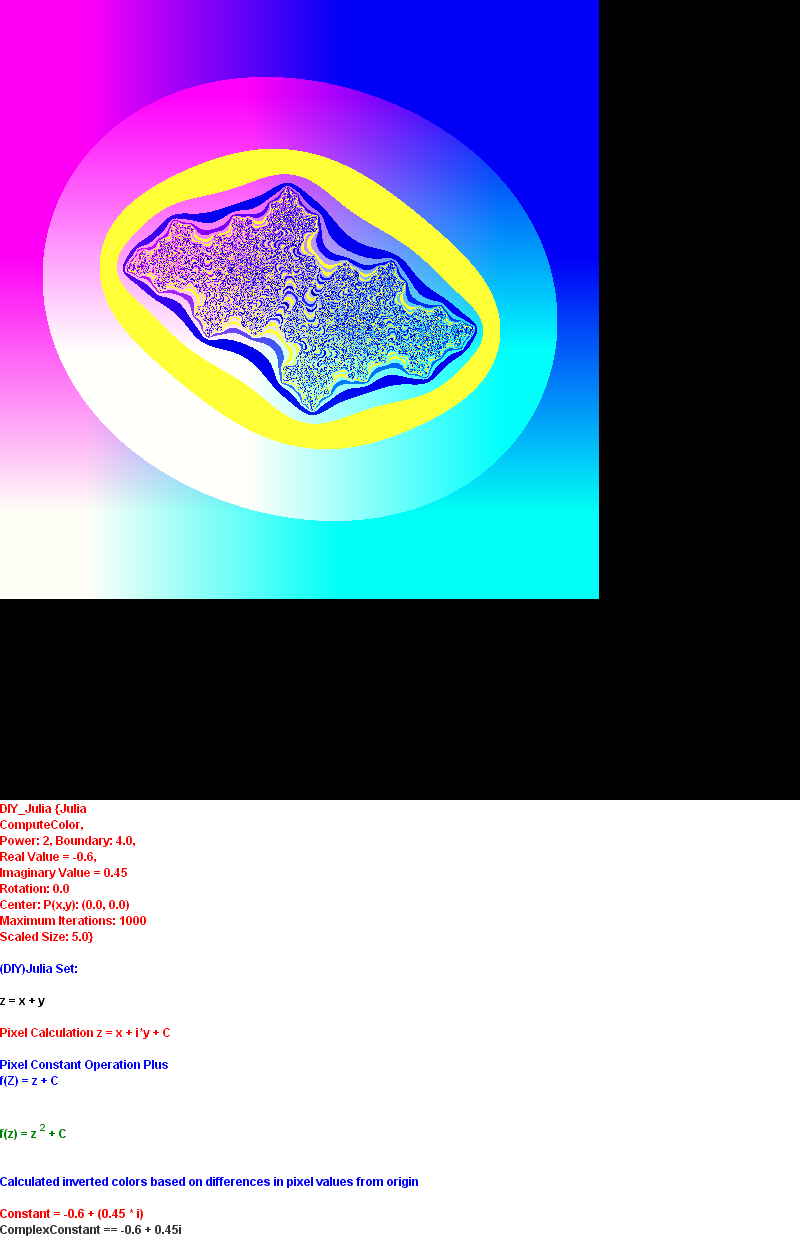 DIY_Julia {Julia
ComputeColor,
Power: 2, Boundary: 4.0,
Real Value = -0.6,
Imaginary Value = 0.45
Rotation: 0.0
Center: P(x,y): (0.0, 0.0)
Maximum Iterations: 1000
Scaled Size: 5.0}
(DIY)Julia Set:
z = x + y
Pixel Calculation z = x + i*y + C
Pixel Constant Operation Plus
f(Z) = z + C
f(z) = z 2 + C
Calculated inverted colors based on differences in pixel values from origin
Constant = -0.6 + (0.45 * i)
ComplexConstant == -0.6 + 0.45i